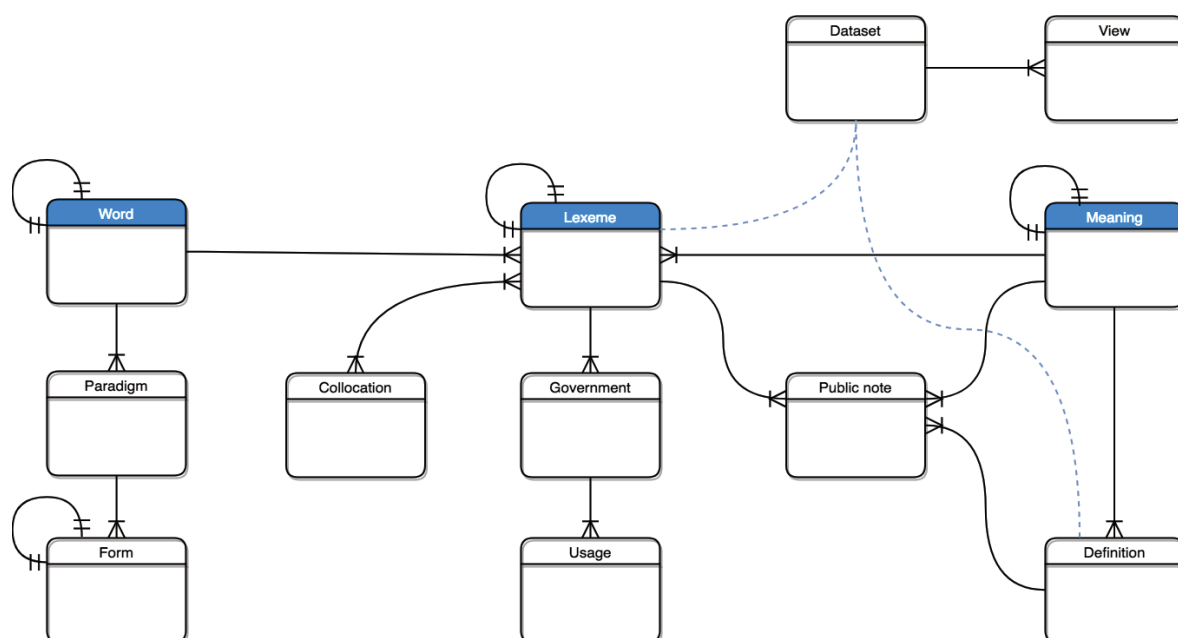 Dataset
View
Word
Lexeme
Meaning
Paradigm
Collocation
Government
Public note
Form
Usage
Definition